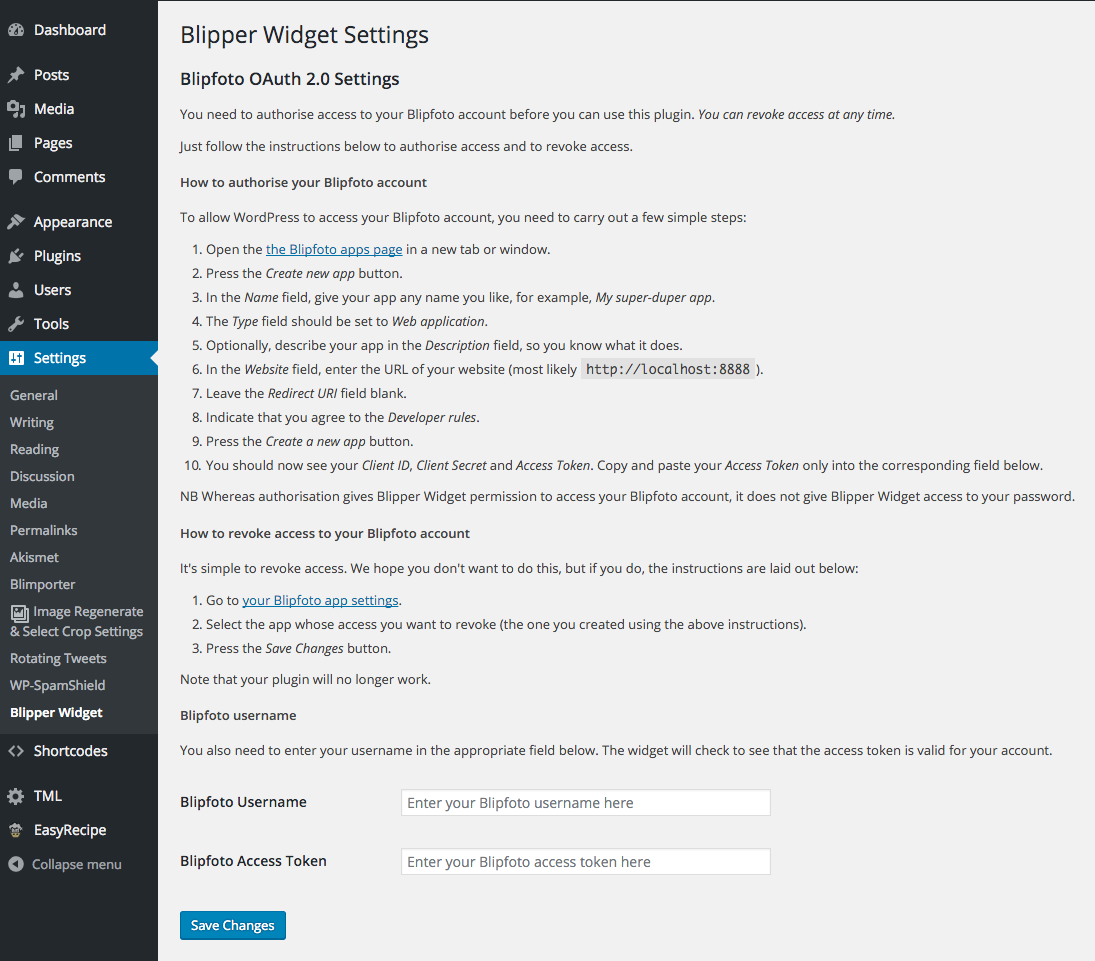 Dashboard
Posts
Media
Pages
Comments
Appearance
Plugins
Users
Tools
Settings
General
Writing
Reading
Discussion
Media
Permalinks
Akismet
Blimporter
Image Regenerate
& Select Crop Settings
Rotating Tweets
WP-SpamShield
Blipper Widget
Shortcodes
TML
EasyRecipe
Collapse menu
Blipper Widget Settings
Blipfoto OAuth 2.0 Settings
You need to authorise access to your Blipfoto account before you can use this plugin. You can revoke access at any time.
Just follow the instructions below to authorise access and to revoke access.
How to authorise your Blipfoto account
To allow WordPress to access your Blipfoto account, you need to carry out a few simple steps:
1. Open the the Blipfoto apps page in a new tab or window.
2. Press the Create new app button.
3. In the Name field, give your app any name you like, for example, My super-duper app.
4. The Type field should be set to Web application.
5. Optionally, describe your app in the Description field, so you know what it does.
6. In the Website field, enter the URL of your website (most likely http://localhost:8888 ).
7. Leave the Redirect URI field blank.
8. Indicate that you agree to the Developer rules.
9. Press the Create a new app button.
10. You should now see your Client ID, Client Secret and Access Token. Copy and paste your Access Token only into the corresponding field below.
NB Whereas authorisation gives Blipper Widget permission to access your Blipfoto account, it does not give Blipper Widget access to your password.
How to revoke access to your Blipfoto account
It's simple to revoke access. We hope you don't want to do this, but if you do, the instructions are laid out below:
1. Go to your Blipfoto app settings.
2. Select the app whose access you want to revoke (the one you created using the above instructions).
3. Press the Save Changes button.
Note that your plugin will no longer work.
Blipfoto username
You also need to enter your username in the appropriate field below. The widget will check to see that the access token is valid for your account.
Blipfoto Username
Enter your Blipfoto username here
Blipfoto Access Token
Enter your Blipfoto access token here
Save Changes